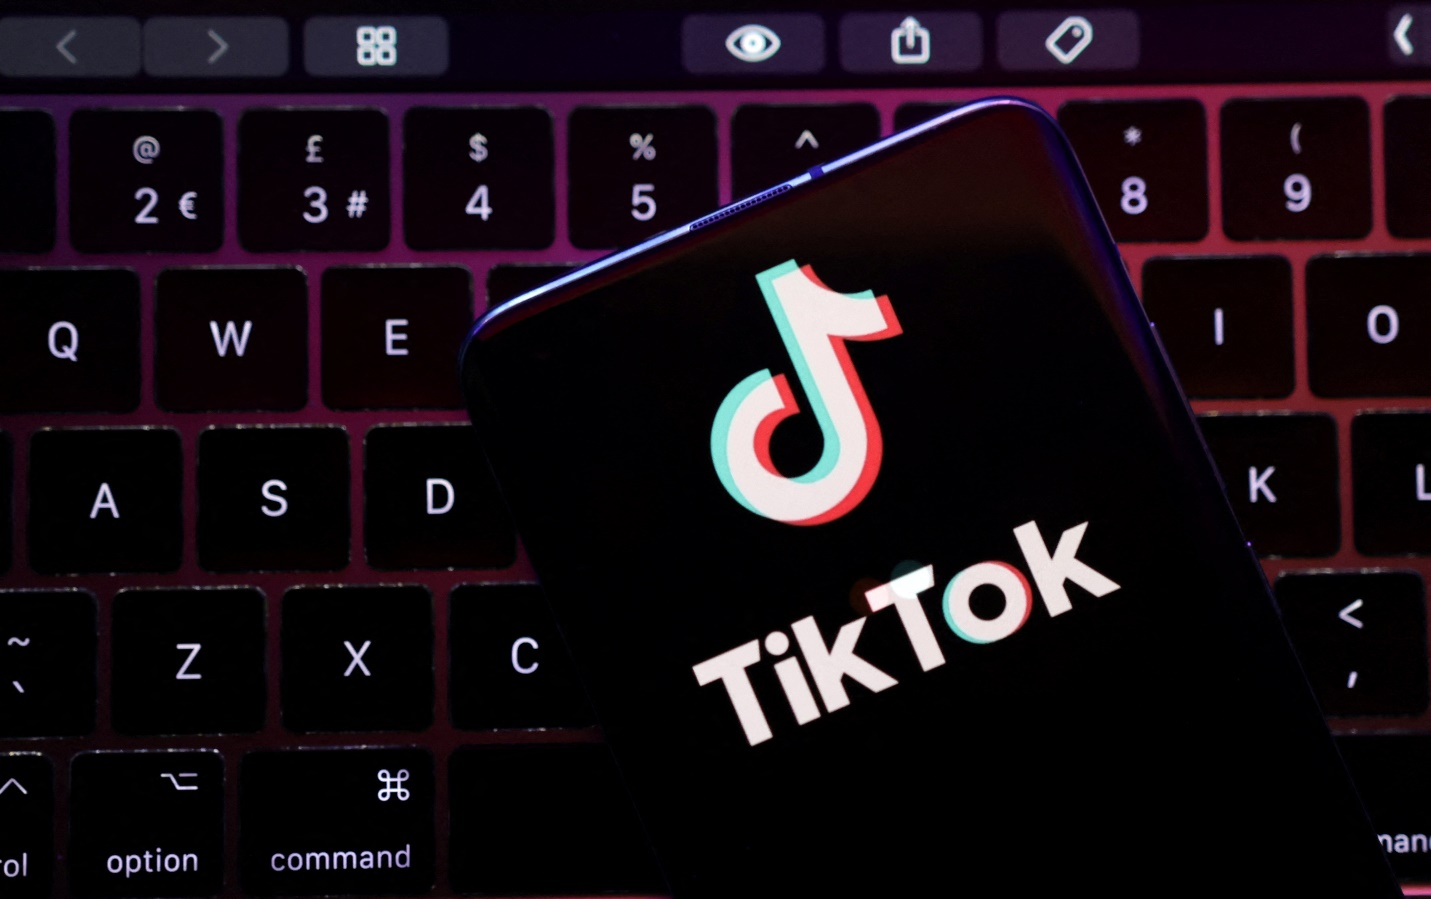 @ £ $ % ^ * (
2 € 3 # 4 5 8 9
Q W E I O
A S D K L
~ Z X C <
` ,
⌃ ⌥ ⌘
option command
TikTok